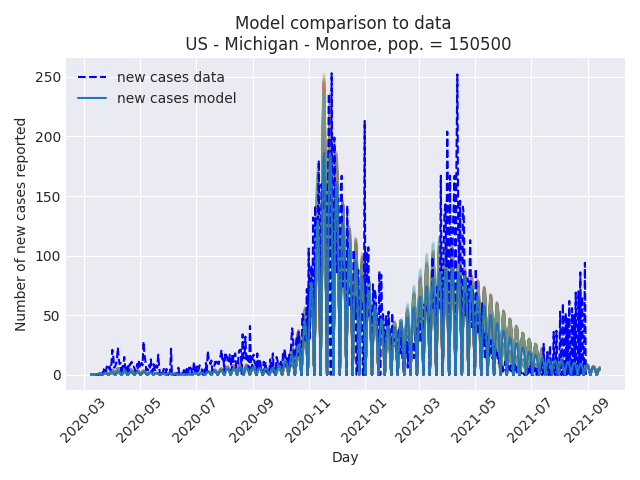 Model comparison to data
US - Michigan - Monroe, pop. = 150500
new cases data
new cases model
Number of new cases reported
250
200
150
100
50
0
2020-03
2020-05
2020-07
2020-09
2020-11
2021-01
2021-03
2021-05
2021-07
2021-09
Day